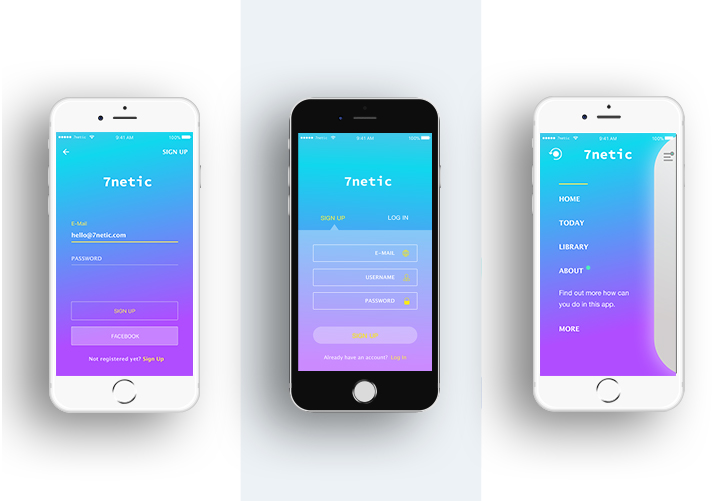 7netic
9:41 AM
100%
SIGN UP
7netic
E-Mail
hello@7netic.com
PASSWORD
SIGN UP
FACEBOOK
Not registered yet? Sign Up
7netic
9:41 AM
100%
7netic
SIGN UP
LOG IN
E-MAIL
USERNAME
PASSWORD
SIGN UP
Already have an account? Log In
7netic
9:41 AM
100%
7netic
HOME
TODAY
LIBRARY
ABOUT
Find out more how can
you do in this app.
MORE